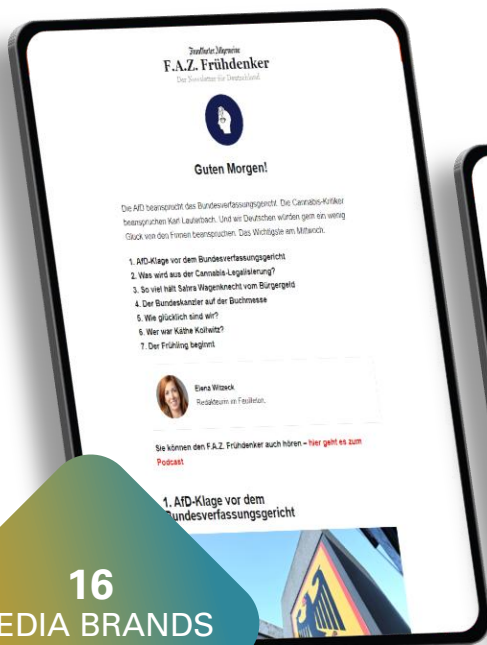 Frankfurter Allgemeine
F.A.Z. Frühdenker
Der Newsletter für Deutschland
Guten Morgen!
Die AfD beansprucht das Bundesverfassungsgericht. Die Cannabis-Kritiker
beanspruchen Karl Lauterbach. Und wir Deutschen würden gern ein wenig
Glück von den Finnen beanspruchen. Das Wichtigste am Mittwoch.
1. AfD-Klage vor dem Bundesverfassungsgericht
2. Was wird aus der Cannabis-Legalisierung?
3. So viel hält Sahra Wagenknecht vom Bürgergeld
4. Der Bundeskanzler auf der Buchmesse
5. Wie glücklich sind wir?
6. Wer war Käthe Kollwitz?
7. Der Frühling beginnt
Elena Witzeck
Redakteurin im Feuilleton.
Sie können den F.A.Z. Frühdenker auch hören – hier geht es zum
Podcast
1. AfD-Klage vor dem
Bundesverfassungsgericht
16
EDIA BRANDS